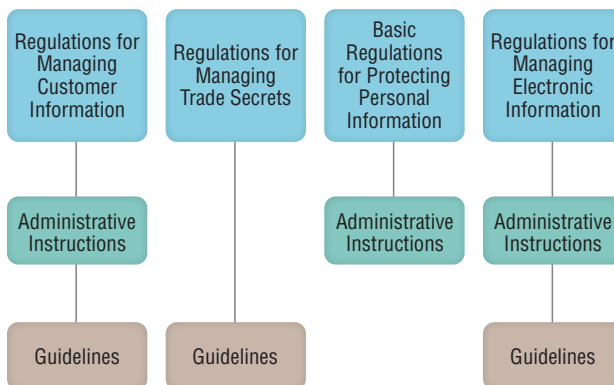 Regulations for
Managing
Customer
Information
Regulations for
Managing
Trade Secrets
Basic
Regulations
for Protecting
Personal
Information
Regulations for
Managing
Electronic
Information
Administrative
Instructions
Administrative
Instructions
Administrative
Instructions
Guidelines
Guidelines
Guidelines